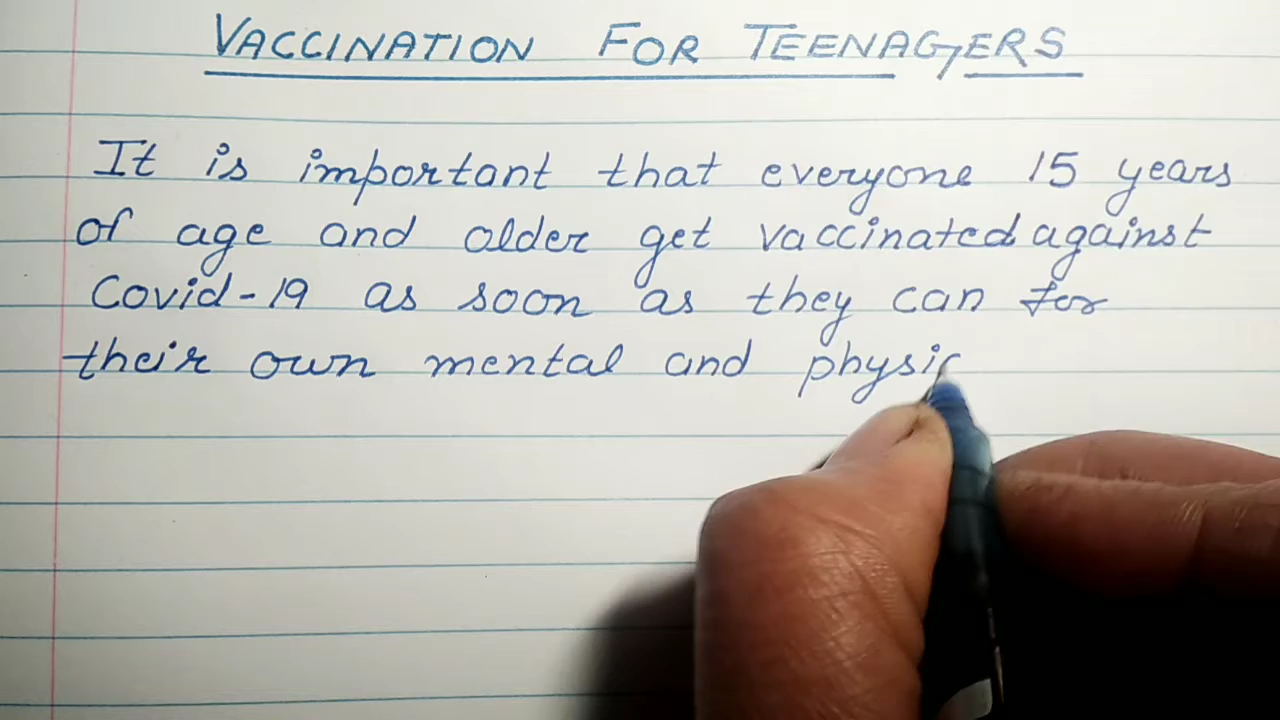 VACCINATION FOR TEENAGERS
It is important that everyone 15 years
of age and older get vaccinated against
Covid-19 as soon as they can for
their own mental and physic